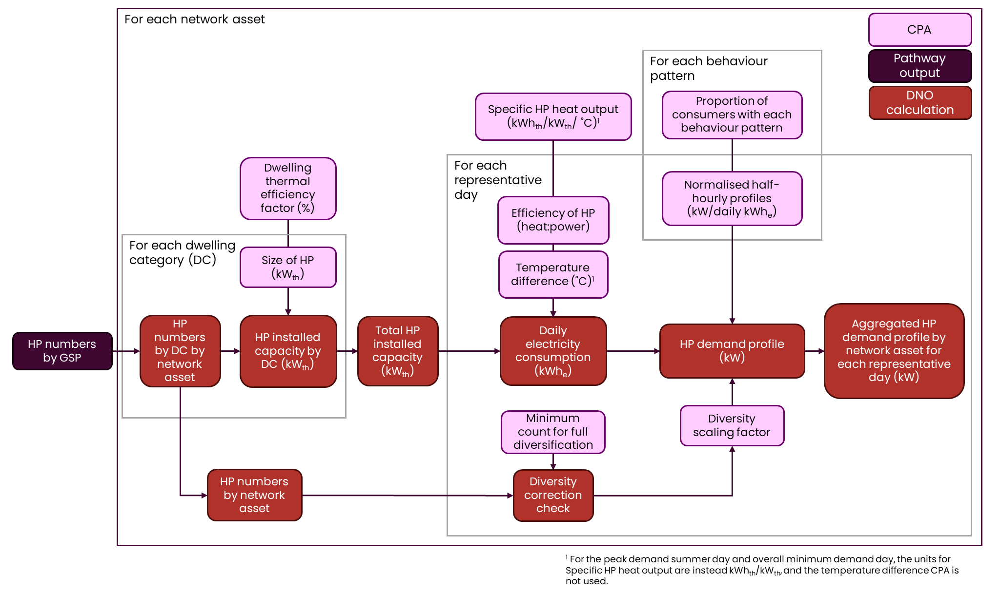 For each network asset
CPA
Pathway
output
DNO
calculation
For each behaviour
pattern
Proportion of
consumers with each
behaviour pattern
Specific HP heat output
(kWhth/kWth/ °C)¹
For each
representative
day
Normalised half-
hourly profiles
(kW/daily kWhe)
Dwelling
thermal
efficiency
factor (%)
Efficiency of HP
(heat:power)
Temperature
difference (°C)¹
For each dwelling
category (DC)
Size of HP
(kWth)
HP numbers
by GSP
HP
numbers
by DC by
network
asset
HP installed
capacity by
DC (kWth)
Total HP
installed
capacity
(kWth)
Daily
electricity
consumption
(kWhe)
HP demand profile
(kW)
Aggregated HP
demand profile by
network asset for
each representative
day (kW)
Minimum
count for full
diversification
Diversity
scaling factor
HP numbers
by network
asset
Diversity
correction
check
¹ For the peak demand summer day and overall minimum demand day, the units for
Specific HP heat output are instead kWhth/kWth, and the temperature difference CPA is
not used.